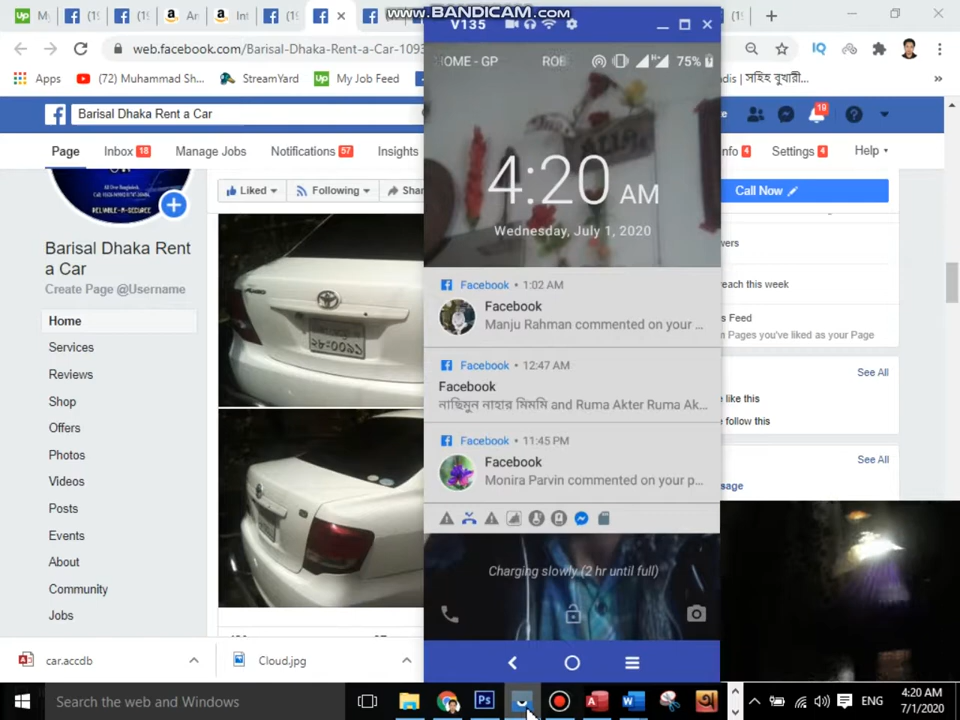 www.BANDICAM.com
V135
web.facebook.com/Barisal-Dhaka-Rent-a-Car-1093
Apps
(72) Muhammad Sh...
StreamYard
My Job Feed
সহিহ বুখারী...
Barisal Dhaka Rent a Car
19
Page
Inbox 18
Manage Jobs
Notifications 57
Insights
4
Settings 4
Help
RELIABLE-N-SECURED
Liked
Following
Call Now
Barisal Dhaka Rent
a Car
Create Page @Username
Home
Services
Reviews
Shop
Offers
Photos
Videos
Posts
Events
About
Community
Jobs
HOME - GP
75%
4:20 AM
Wednesday, July 1, 2020
Facebook • 1:02 AM
Facebook
Manju Rahman commented on your ...
Facebook • 12:47 AM
Facebook
নাছিমুন নাহার মিমমি and Ruma Akter Ruma Ak...
Facebook • 11:45 PM
Facebook
Monira Parvin commented on your p...
Charging slowly (2 hr until full)
each this week
s Feed
Pages you've liked as your Page
See All
like this
follow this
See All
car.accdb
Cloud.jpg
Search the web and Windows
ENG
4:20 AM
7/1/2020